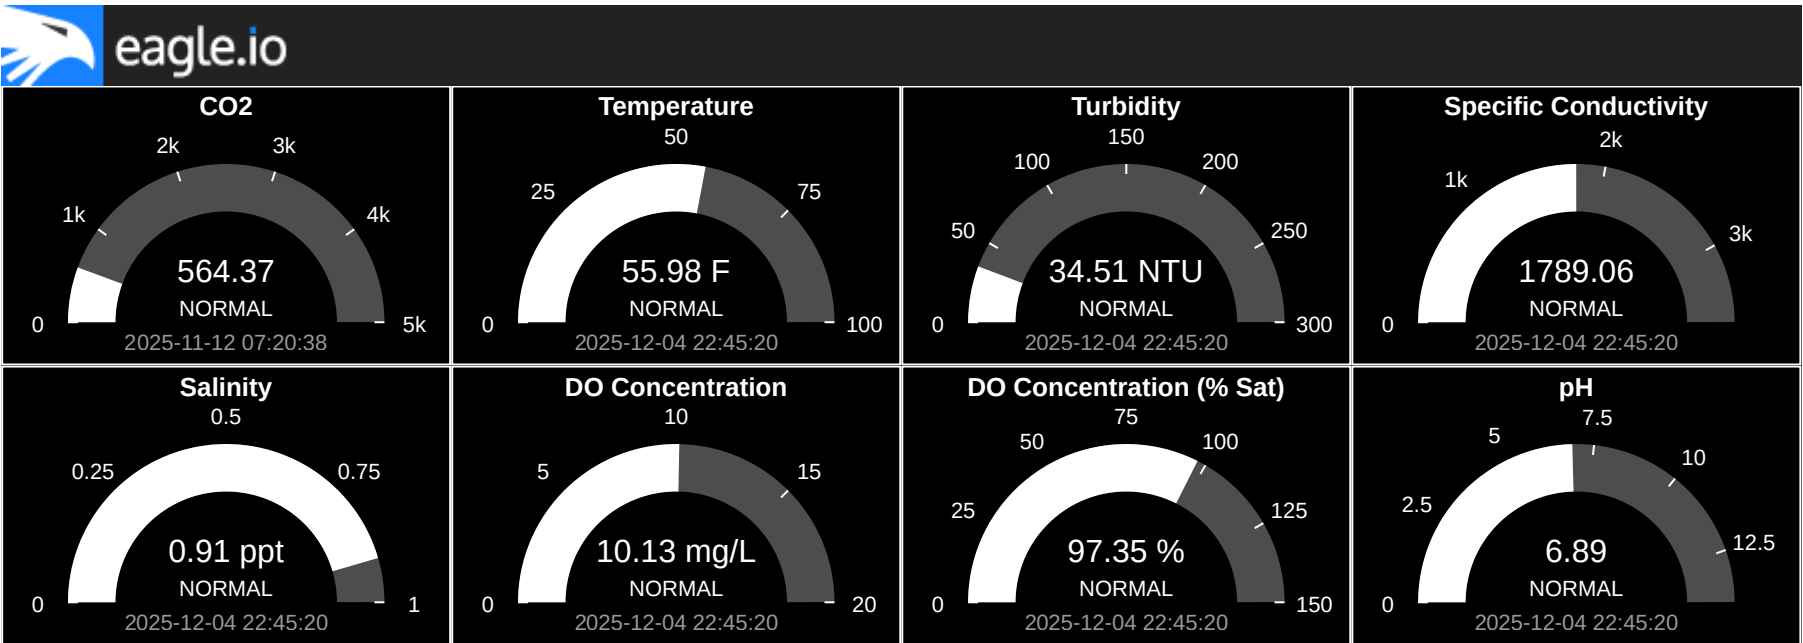 eagle.io
CO2
2k
3k
1k
4k
564.37
NORMAL
0
5k
2025-11-12 07:20:38
Temperature
50
25
75
55.98 F
NORMAL
0
100
2025-12-04 22:45:20
Turbidity
150
100
200
50
250
34.51 NTU
NORMAL
0
300
2025-12-04 22:45:20
Specific Conductivity
2k
1k
3k
1789.06
NORMAL
0
2025-12-04 22:45:20
Salinity
0.5
0.25
0.75
0.91 ppt
NORMAL
0
1
2025-12-04 22:45:20
DO Concentration
10
5
15
10.13 mg/L
NORMAL
0
20
2025-12-04 22:45:20
DO Concentration (% Sat)
75
50
100
25
125
97.35 %
NORMAL
0
150
2025-12-04 22:45:20
pH
7.5
5
10
2.5
12.5
6.89
NORMAL
0
2025-12-04 22:45:20